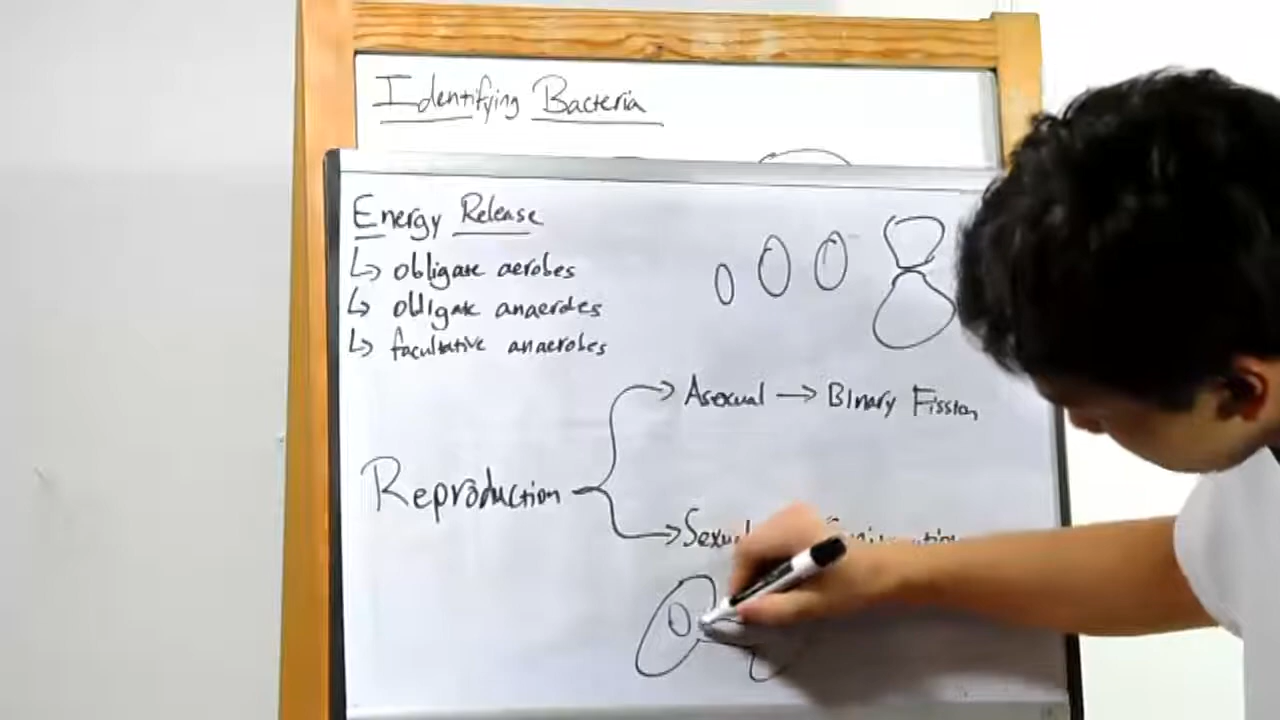 Identifying Bacteria
Energy Release
↳ obligate aerobes
↳ obligate anaerobes
↳ facultative anaerobes
Asexual → Binary Fission
Reproduction
Sexual